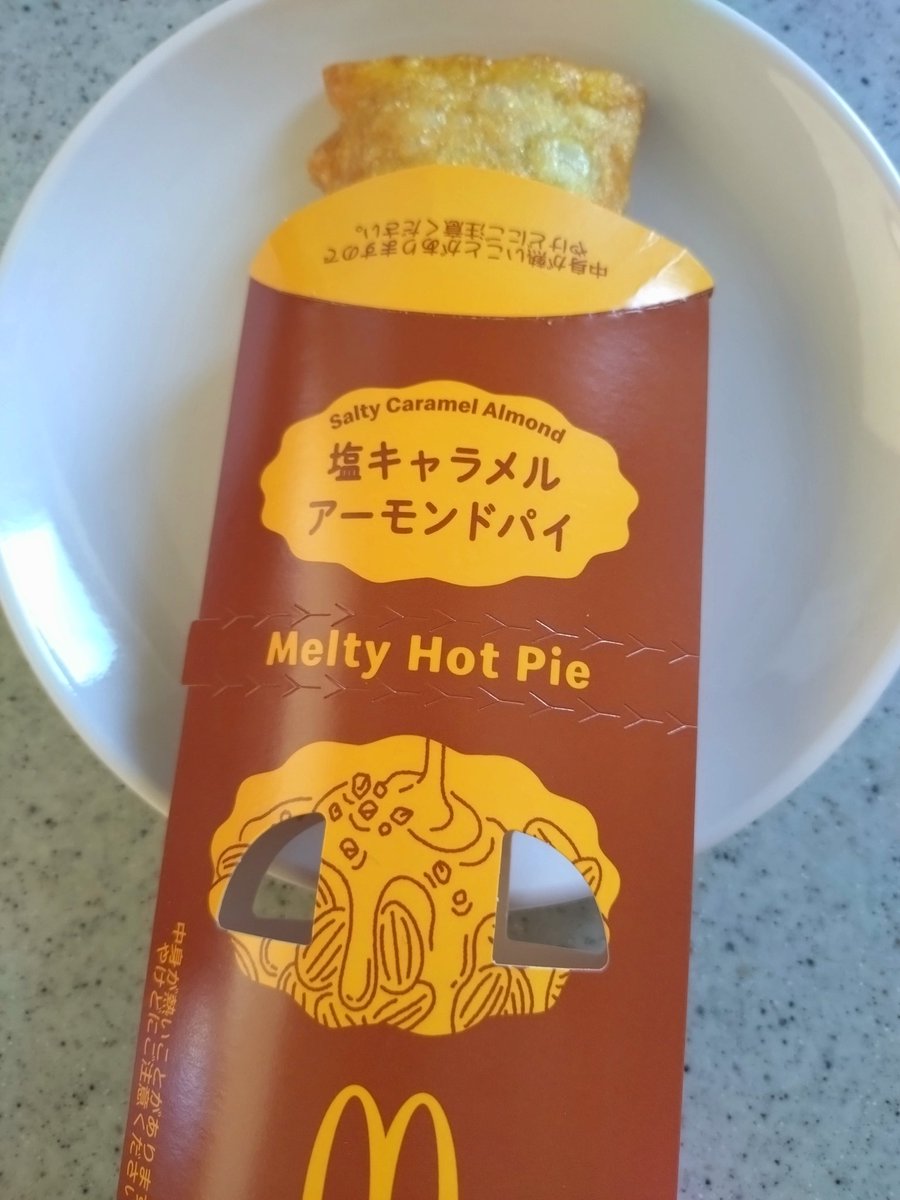 中身が熱いことがありますので
やけどにご注意ください。
Salty Caramel Almond
塩キャラメル
アーモンドパイ
Melty Hot Pie
中身が熱いことがあります
やけどにご注意ください